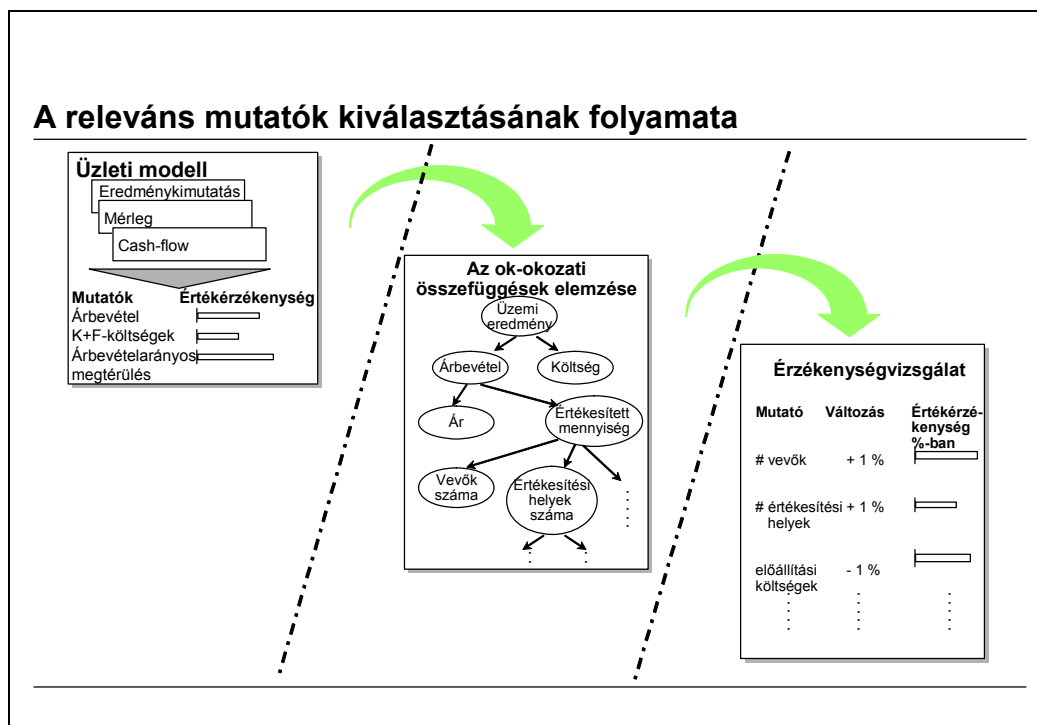 A releváns mutatók kiválasztásának folyamata
Üzleti modell
Eredménykimutatás
Mérleg
Cash-flow
Mutatók Értékérzékenység
Árbevétel
K+F-költségek
Árbevételarányos
megtérülés
Az ok-okozati
összefüggések elemzése
Üzemi
eredmény
Árbevétel
Költség
Ár
Értékesített
mennyiség
Vevők
száma
Értékesítési
helyek
száma
Érzékenységvizsgálat
Mutató Változás Értékérzé-
kenység
%-ban
# vevők + 1 %
# értékesítési + 1 %
helyek
előállítási - 1 %
költségek